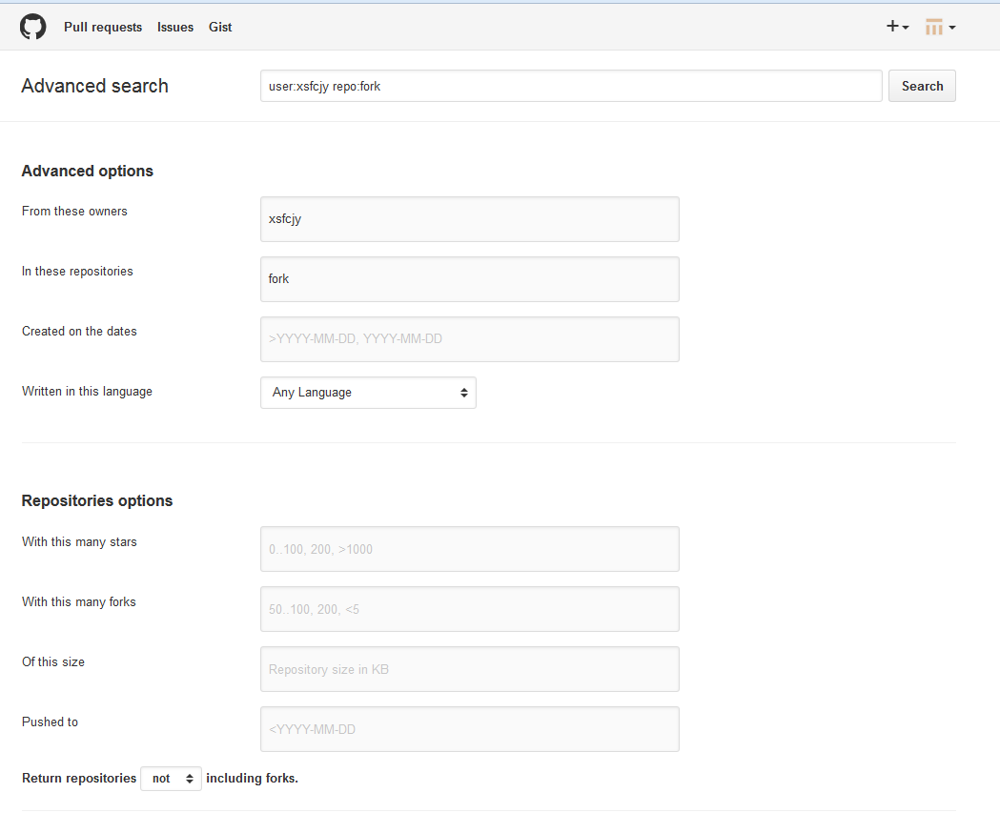 Pull requests Issues Gist
Advanced search user:xsfcjy repo:fork Search
Advanced options
From these owners xsfcjy
In these repositories fork
Created on the dates >YYYY-MM-DD, YYYY-MM-DD
Written in this language Any Language
Repositories options
With this many stars 0..100, 200, >1000
With this many forks 50..100, 200, <5
Of this size Repository size in KB
Pushed to <YYYY-MM-DD
Return repositories not including forks.